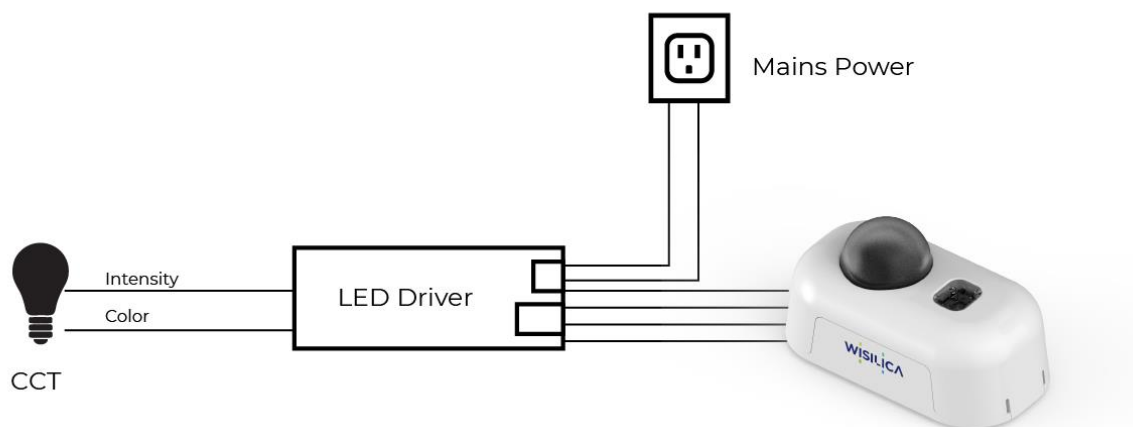 Mains Power
Intensity
LED Driver
Color
CCT
WISILICA